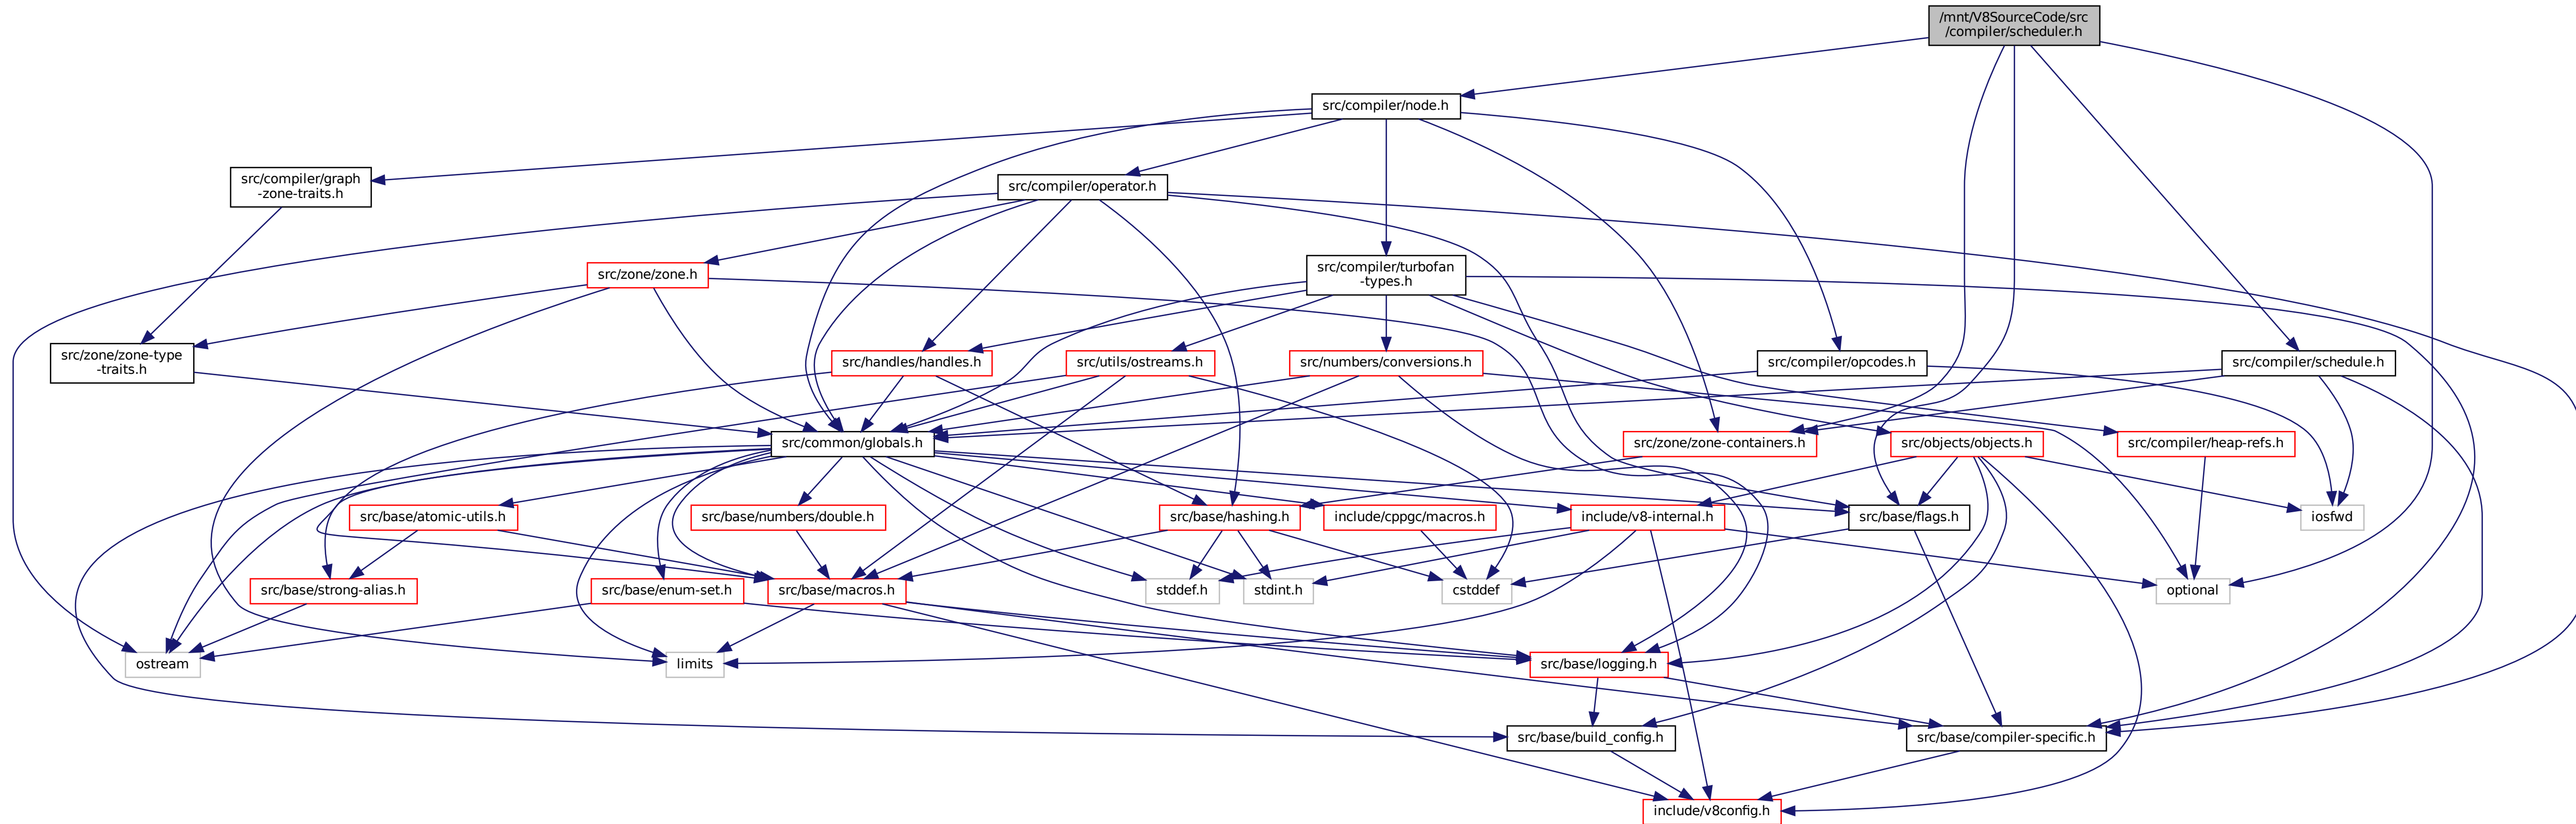 /mnt/V8SourceCode/src
/compiler/scheduler.h
src/compiler/node.h
src/compiler/graph
-zone-traits.h
src/compiler/operator.h
src/zone/zone.h
src/compiler/turbofan
-types.h
src/zone/zone-type
-traits.h
src/handles/handles.h
src/utils/ostreams.h
src/numbers/conversions.h
src/compiler/opcodes.h
src/compiler/schedule.h
src/common/globals.h
src/zone/zone-containers.h
src/objects/objects.h
src/compiler/heap-refs.h
src/base/atomic-utils.h
src/base/numbers/double.h
src/base/hashing.h
include/cppgc/macros.h
include/v8-internal.h
src/base/flags.h
iosfwd
src/base/strong-alias.h
src/base/enum-set.h
src/base/macros.h
stddef.h
stdint.h
cstddef
optional
ostream
limits
src/base/logging.h
src/base/build_config.h
src/base/compiler-specific.h
include/v8config.h